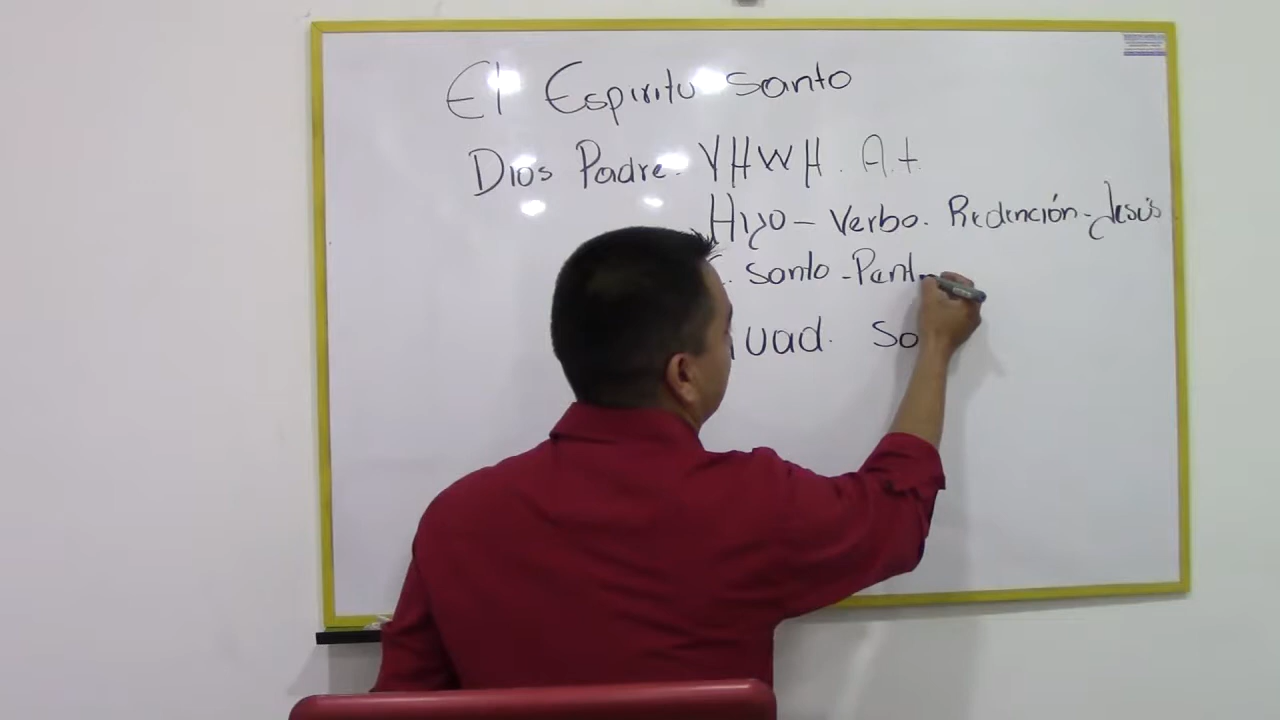 El Espiritu Santo
Dios Padre. YHWH. A.t.
Hijo - Verbo. Redención - Jesús
. Santo - Pent
uad. So